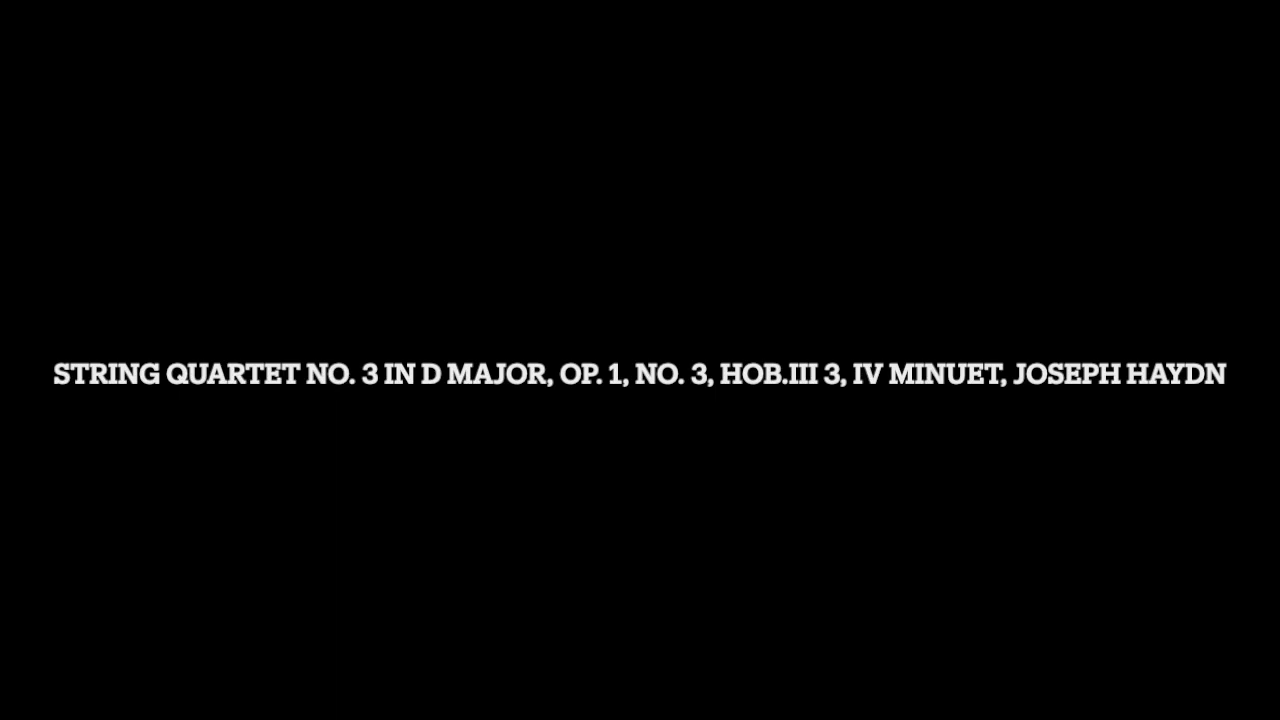 STRING QUARTET NO. 3 IN D MAJOR, OP. 1, NO. 3, HOB.III 3, IV MINUET, JOSEPH HAYDN